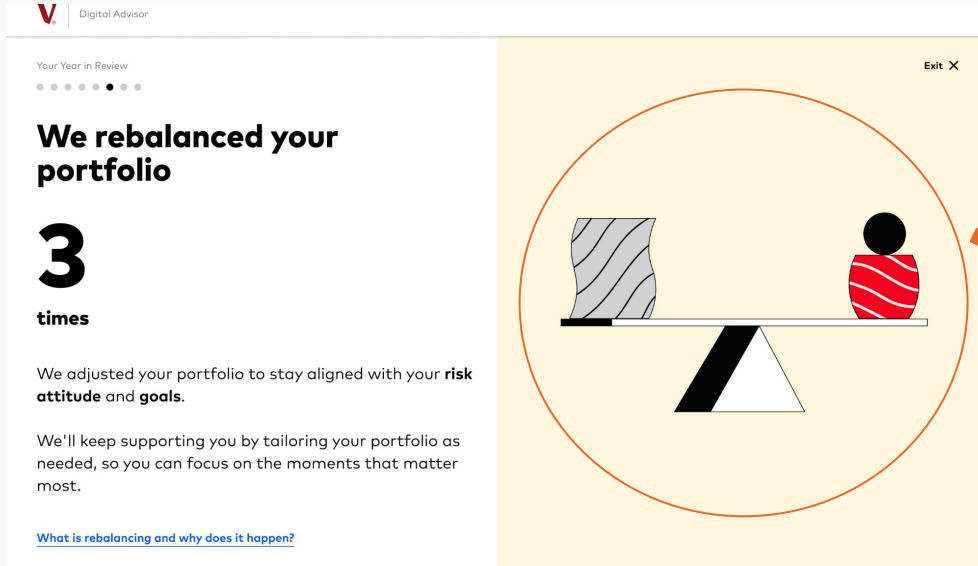 V
Digital Advisor
Your Year in Review
Exit X
We rebalanced your
portfolio
3
times
We adjusted your portfolio to stay aligned with your risk
attitude and goals.
We'll keep supporting you by tailoring your portfolio as
needed, so you can focus on the moments that matter
most.
What is rebalancing and why does it happen?